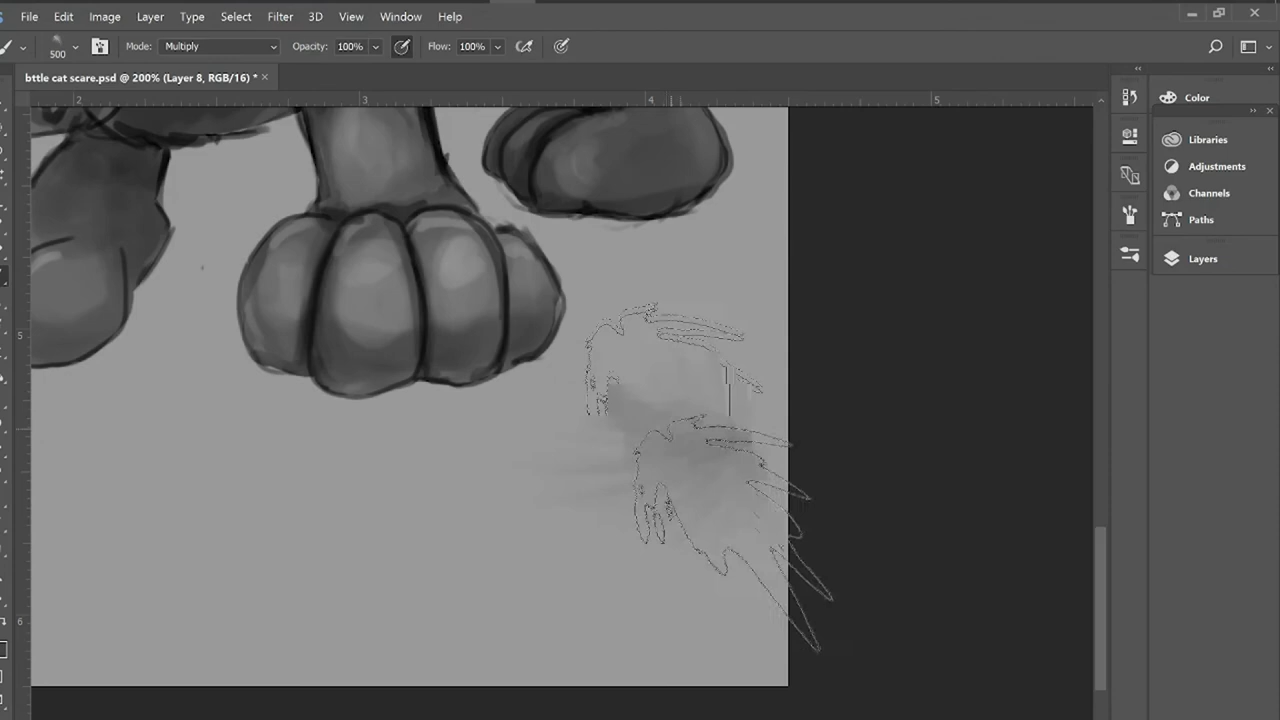 File Edit Image Layer Type Select Filter 3D View Window Help
500 Mode: Multiply Opacity: 100% Flow: 100%
bttle cat scare.psd @ 200% (Layer 8, RGB/16) *
2 3 4 5
Color
Libraries
Adjustments
Channels
Paths
Layers
5
6